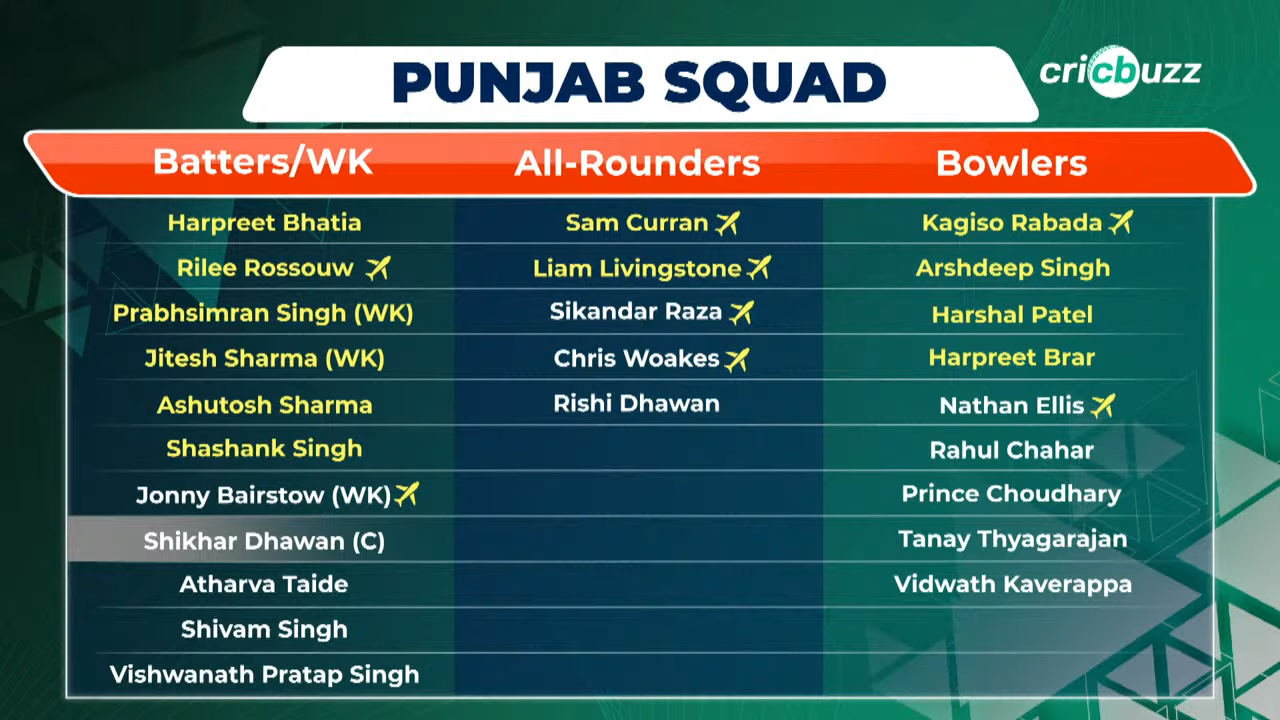 PUNJAB SQUAD
cricbuzz
Batters/WK All-Rounders Bowlers
Harpreet Bhatia Sam Curran Kagiso Rabada
Rilee Rossouw Liam Livingstone Arshdeep Singh
Prabhsimran Singh (WK) Sikandar Raza Harshal Patel
Jitesh Sharma (WK) Chris Woakes Harpreet Brar
Ashutosh Sharma Rishi Dhawan Nathan Ellis
Shashank Singh Rahul Chahar
Jonny Bairstow (WK) Prince Choudhary
Shikhar Dhawan (C) Tanay Thyagarajan
Atharva Taide Vidwath Kaverappa
Shivam Singh
Vishwanath Pratap Singh